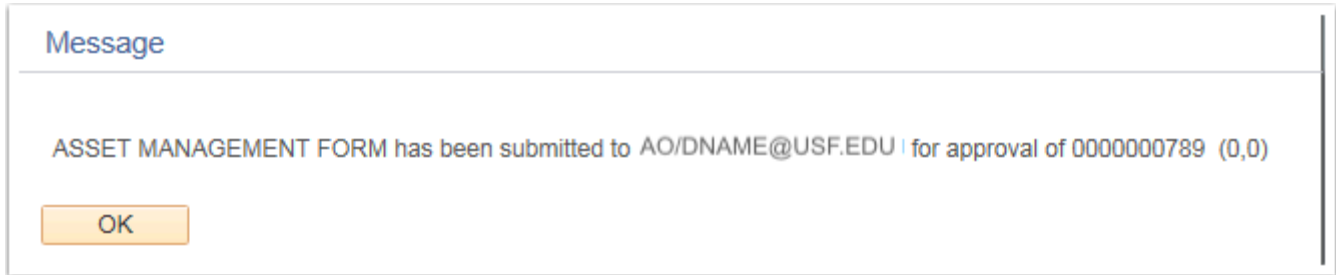 Message
ASSET MANAGEMENT FORM has been submitted to AO/DNAME@USF.EDU for approval of 0000000789 (0,0)
OK